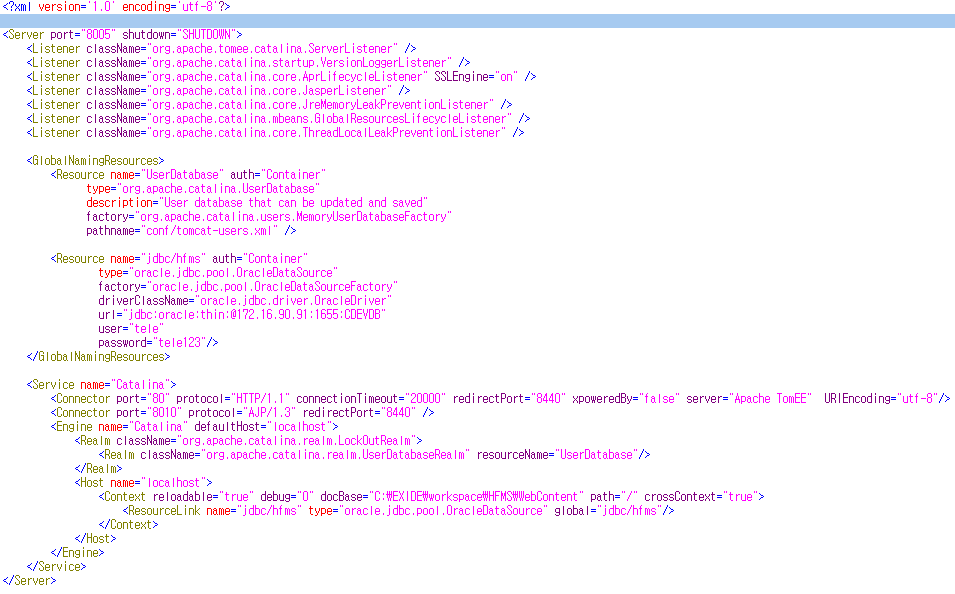 <?xml version='1.0' encoding='utf-8'?>
<Server port="8005" shutdown="SHUTDOWN">
<Listener className="org.apache.tomee.catalina.ServerListener" />
<Listener className="org.apache.catalina.startup.VersionLoggerListener" />
<Listener className="org.apache.catalina.core.AprLifecycleListener" SSLEngine="on" />
<Listener className="org.apache.catalina.core.JasperListener" />
<Listener className="org.apache.catalina.core.JreMemoryLeakPreventionListener" />
<Listener className="org.apache.catalina.mbeans.GlobalResourcesLifecycleListener" />
<Listener className="org.apache.catalina.core.ThreadLocalLeakPreventionListener" />
<GlobalNamingResources>
<Resource name="UserDatabase" auth="Container"
type="org.apache.catalina.UserDatabase"
description="User database that can be updated and saved"
factory="org.apache.catalina.users.MemoryUserDatabaseFactory"
pathname="conf/tomcat-users.xml" />
<Resource name="jdbc/hfms" auth="Container"
type="oracle.jdbc.pool.OracleDataSource"
factory="oracle.jdbc.pool.OracleDataSourceFactory"
driverClassName="oracle.jdbc.driver.OracleDriver"
url="jdbc:oracle:thin:@172.16.90.91:1655:CDEVDB"
user="tele"
password="tele123"/>
</GlobalNamingResources>
<Service name="Catalina">
<Connector port="80" protocol="HTTP/1.1" connectionTimeout="20000" redirectPort="8440" xpoweredBy="false" server="Apache TomEE"  URIEncoding="utf-8"/>
<Connector port="8010" protocol="AJP/1.3" redirectPort="8440" />
<Engine name="Catalina" defaultHost="localhost">
<Realm className="org.apache.catalina.realm.LockOutRealm">
<Realm className="org.apache.catalina.realm.UserDatabaseRealm" resourceName="UserDatabase"/>
</Realm>
<Host name="localhost">
<Context reloadable="true" debug="0" docBase="C:₩EXIDE₩workspace₩HFMS₩WebContent" path="/" crossContext="true">
<ResourceLink name="jdbc/hfms" type="oracle.jdbc.pool.OracleDataSource" global="jdbc/hfms"/>
</Context>
</Host>
</Engine>
</Service>
</Server>